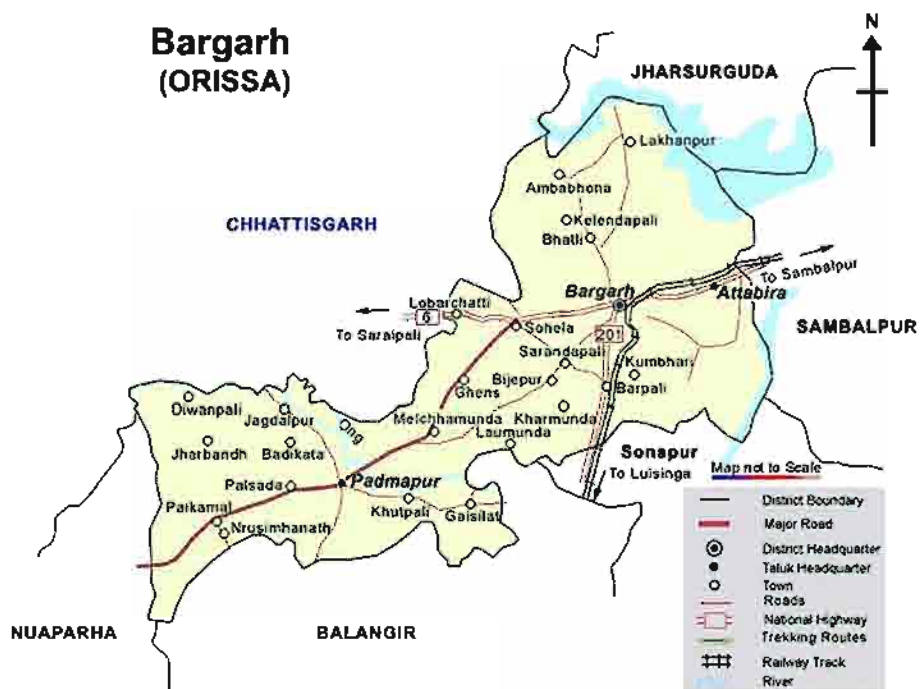 Bargarh
(ORISSA)
N
JHARSURGUDA
Lakhanpur
Ambabhona
Kelendapali
CHHATTISGARH
Bhatli
To Sambalpur
Bargarh
Attabira
Lobarchatti
6
To Saraipali
Sohela
201
SAMBALPUR
Sarandapali
Kumbhari
Ghens
Bijepur
Barpali
Diwanpali
Jagdalpur
Ong
Melchhamunda
Kharmunda
Laumunda
Jharbandh
Badikata
Sonapur
To Luisinga
Map not to Scale
Palsada
Padmapur
Paikamal
Khutpali
Gaisilat
Nrusimhanath
NUAPARHA
BALANGIR
District Boundary
Major Road
District Headquarter
Taluk Headquarter
Town
Roads
National Highway
Trekking Routes
Railway Track
River